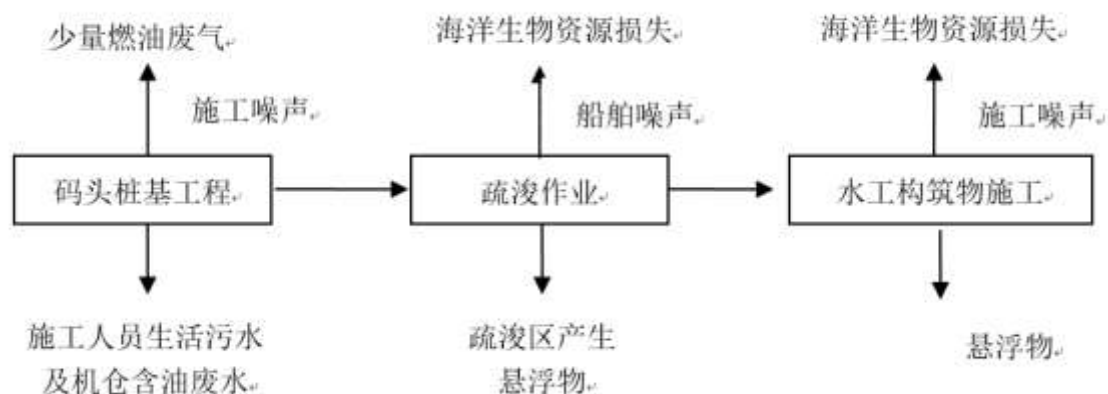 少量燃油废气
海洋生物资源损失
海洋生物资源损失
施工噪声
船舶噪声
施工噪声
码头桩基工程
疏浚作业
水工构筑物施工
施工人员生活污水
及机仓含油废水
疏浚区产生
悬浮物
悬浮物